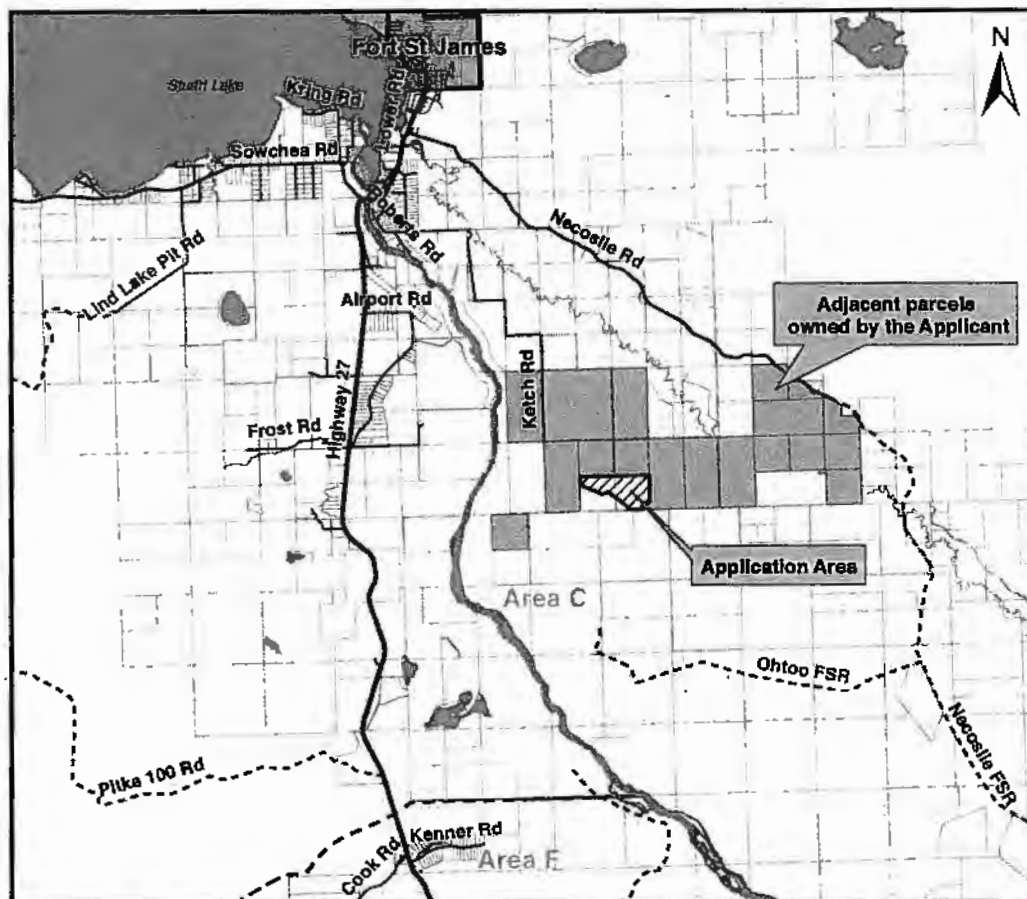 Fort St James
N
Stuart Lake
Kring Rd
Lower Rd
Sowchea Rd
Roberts Rd
Necoslie Rd
Lind Lake Pit Rd
Airport Rd
Adjacent parcels
owned by the Applicant
Ketch Rd
Highway 27
Frost Rd
Application Area
Area C
Ohtoo FSR
Necoslie FSR
Pitka 100 Rd
Kenner Rd
Cook Rd
Area F